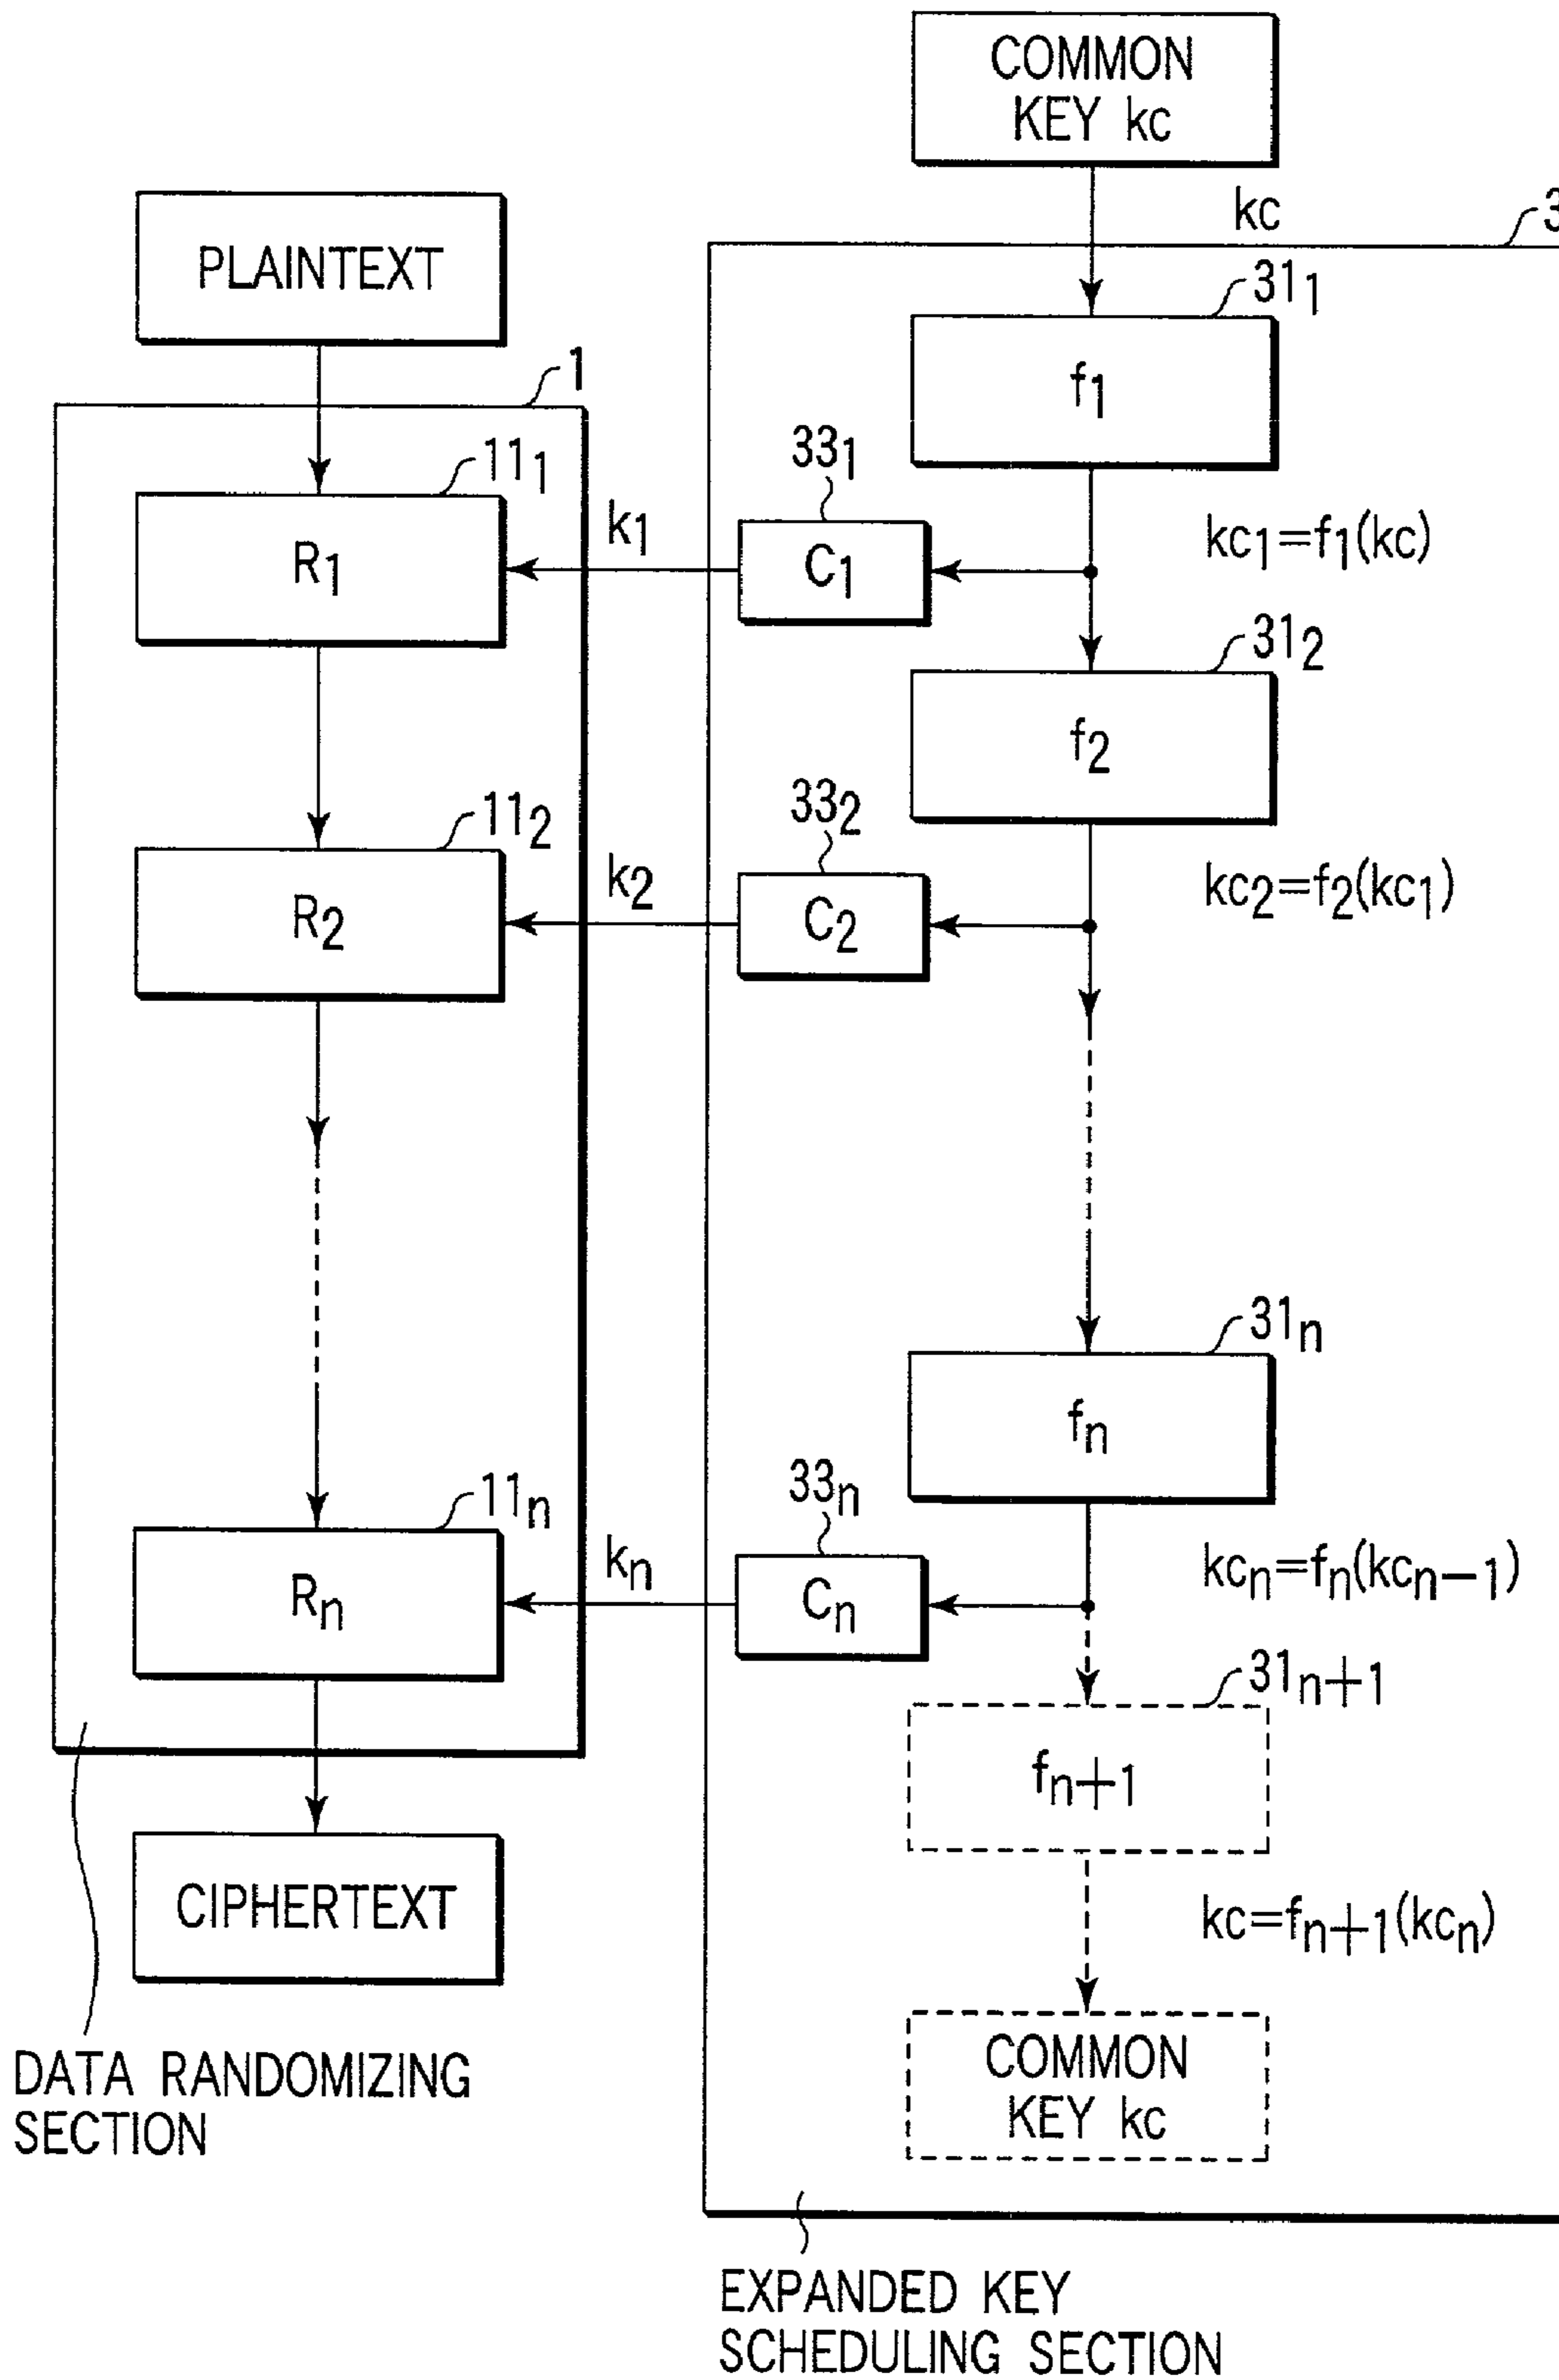 COMMON
KEY kc
kc
3
PLAINTEXT
31₁
f₁
1
11₁
R₁
k₁
33₁
C₁
kc₁=f₁(kc)
31₂
f₂
11₂
R₂
k₂
33₂
C₂
kc₂=f₂(kc₁)
31ₙ
fₙ
11ₙ
Rₙ
kₙ
33ₙ
Cₙ
kcₙ=fₙ(kcₙ₋₁)
31ₙ₊₁
fₙ₊₁
CIPHERTEXT
kc=fₙ₊₁(kcₙ)
COMMON
KEY kc
DATA RANDOMIZING
SECTION
EXPANDED KEY
SCHEDULING SECTION